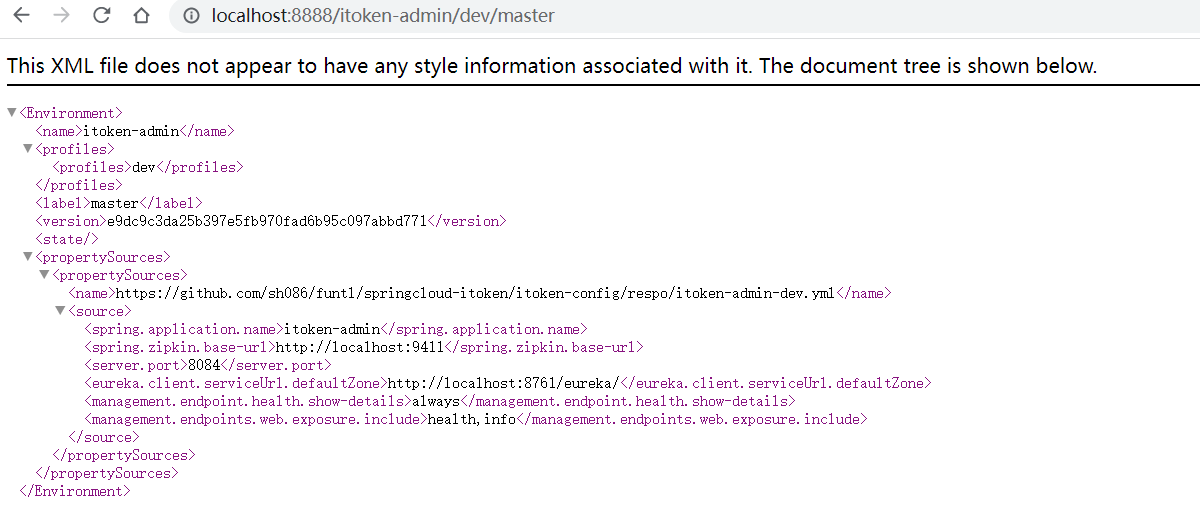 localhost:8888/itoken-admin/dev/master
This XML file does not appear to have any style information associated with it. The document tree is shown below.
<Environment>
<name>itoken-admin</name>
<profiles>
<profiles>dev</profiles>
</profiles>
<label>master</label>
<version>e9dc9c3da25b397e5fb970fad6b95c097abbd771</version>
<state/>
<propertySources>
<propertySources>
<name>https://github.com/sh086/funtl/springcloud-itoken/itoken-config/respo/itoken-admin-dev.yml</name>
<source>
<spring.application.name>itoken-admin</spring.application.name>
<spring.zipkin.base-url>http://localhost:9411</spring.zipkin.base-url>
<server.port>8084</server.port>
<eureka.client.serviceUrl.defaultZone>http://localhost:8761/eureka/</eureka.client.serviceUrl.defaultZone>
<management.endpoint.health.show-details>always</management.endpoint.health.show-details>
<management.endpoints.web.exposure.include>health,info</management.endpoints.web.exposure.include>
</source>
</propertySources>
</propertySources>
</Environment>